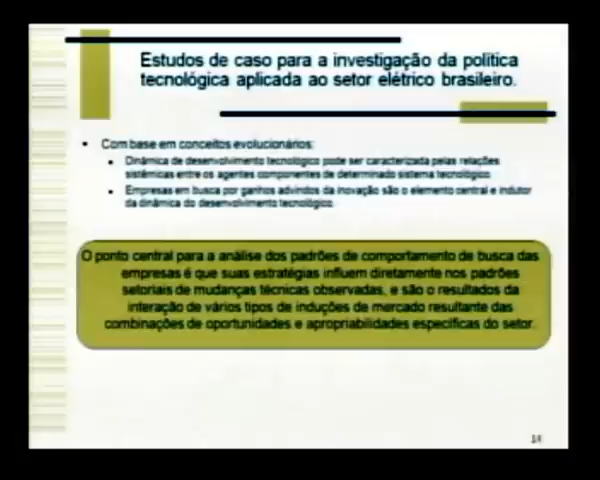 Estudos de caso para a investigação da política
tecnológica aplicada ao setor elétrico brasileiro.
• Com base em conceitos evolucionários:
• Dinâmica de desenvolvimento tecnológico pode ser caracterizada pelas relações
sistêmicas entre os agentes componentes de determinado sistema tecnológico.
• Empresas em busca por ganhos advindos da inovação são o elemento central e indutor
da dinâmica do desenvolvimento tecnológico.
O ponto central para a análise dos padrões de comportamento de busca das
empresas é que suas estratégias influem diretamente nos padrões
setoriais de mudanças técnicas observadas, e são o resultados da
interação de vários tipos de induções de mercado resultante das
combinações de oportunidades e apropriabilidades específicas do setor.